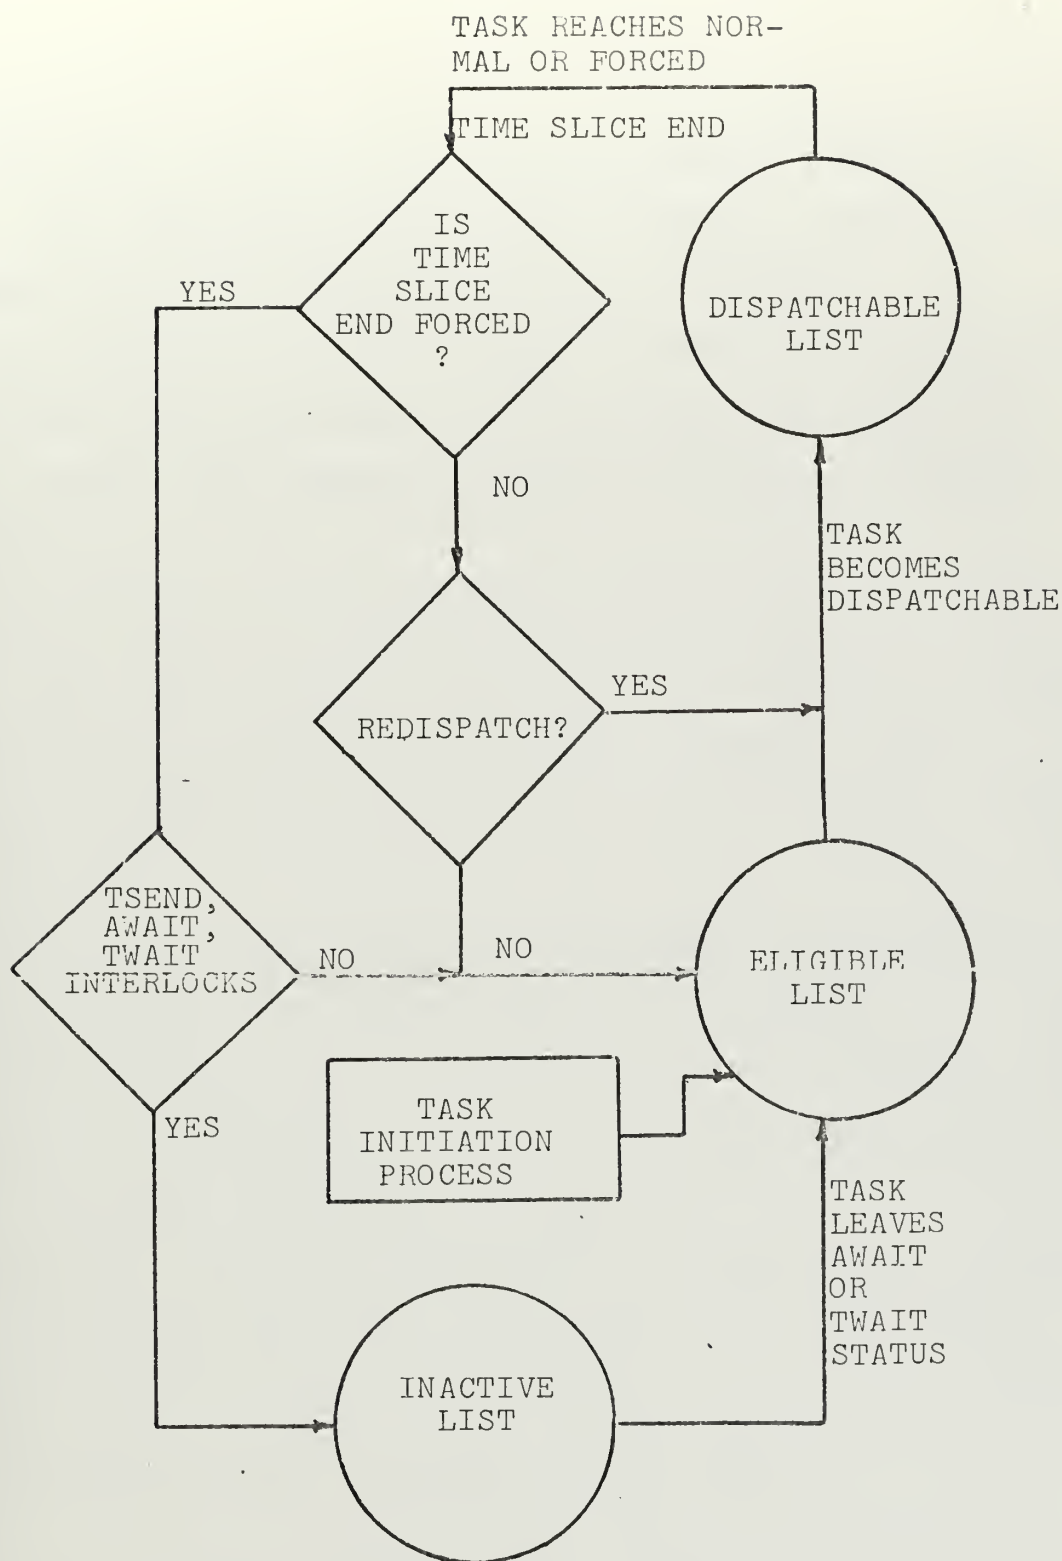 TASK REACHES NOR-
MAL OR FORCED
TIME SLICE END
IS
TIME
SLICE
END FORCED
?
YES
DISPATCHABLE
LIST
NO
TASK
BECOMES
DISPATCHABLE
REDISPATCH?
YES
TSEND,
AWAIT,
TWAIT
INTERLOCKS
NO
NO
ELIGIBLE
LIST
YES
TASK
INITIATION
PROCESS
TASK
LEAVES
AWAIT
OR
TWAIT
STATUS
INACTIVE
LIST